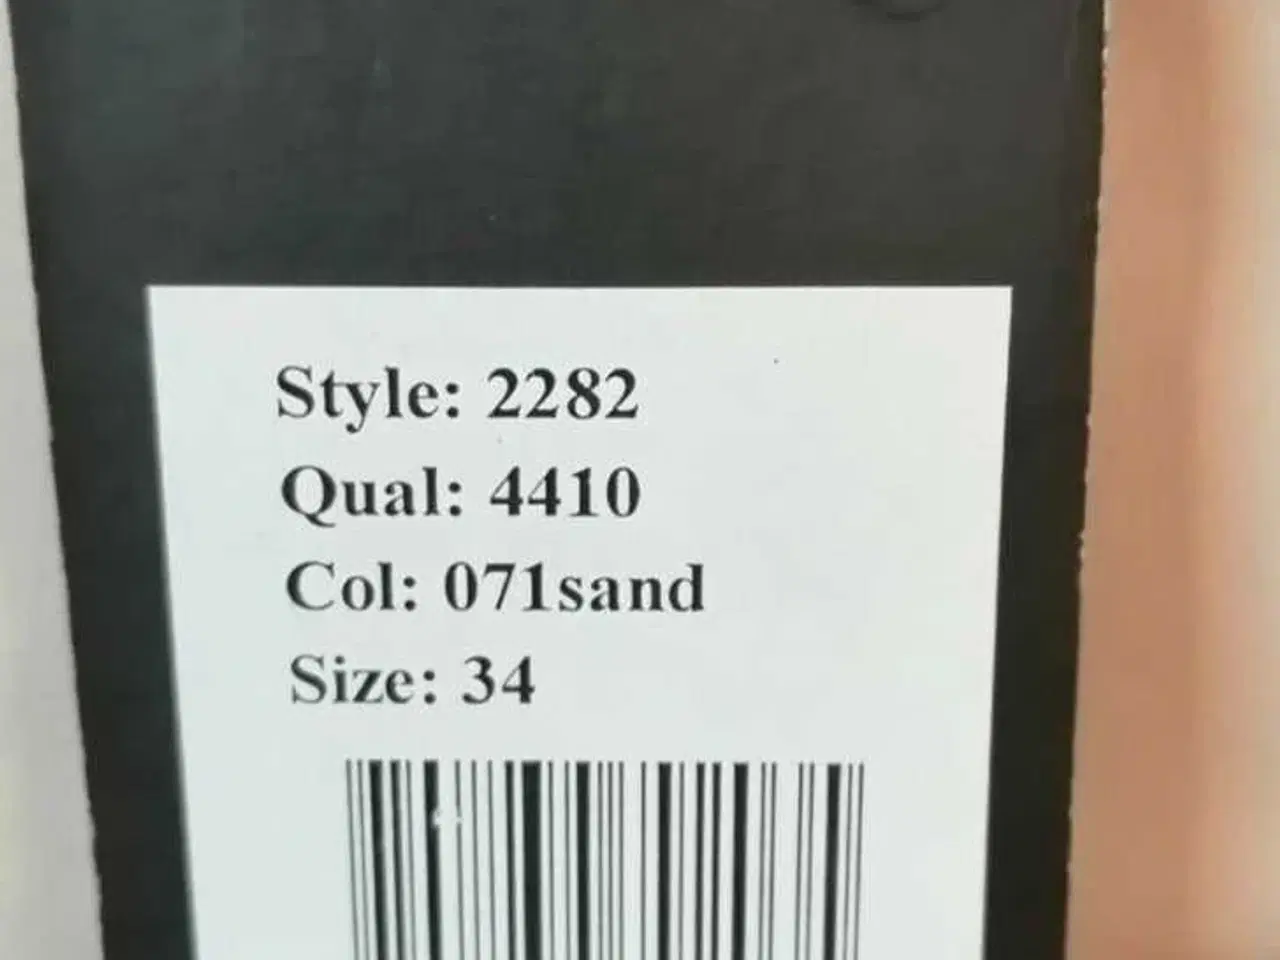 Style: 2282
Qual: 4410
Col: 071sand
Size: 34